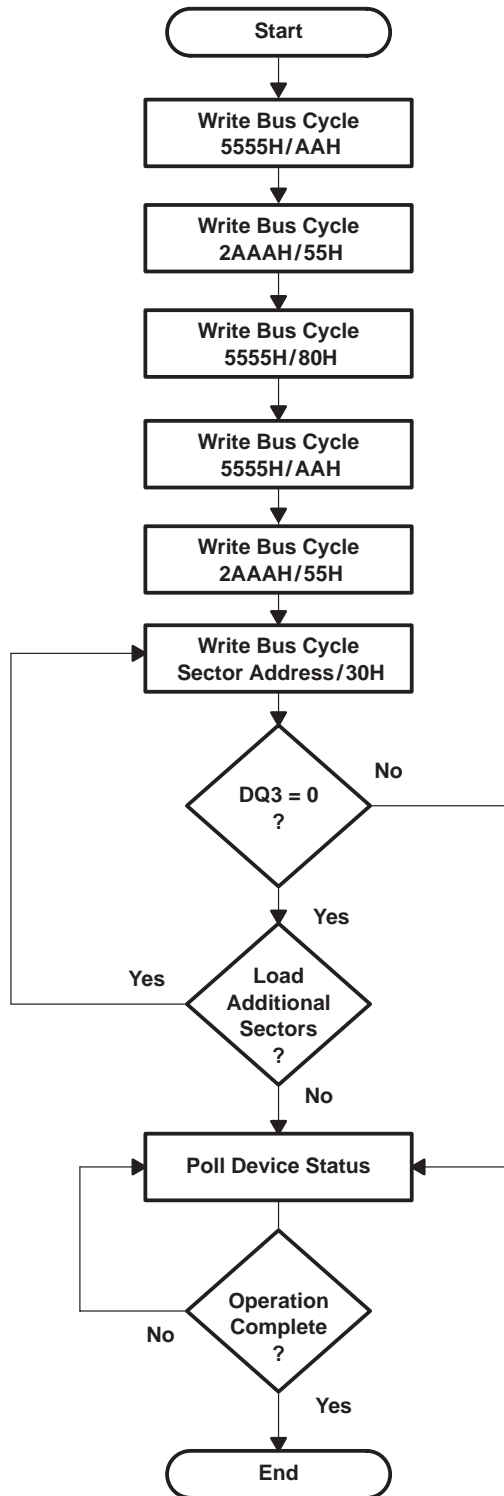 Start
Write Bus Cycle
5555H/AAH
Write Bus Cycle
2AAAH/55H
Write Bus Cycle
5555H/80H
Write Bus Cycle
5555H/AAH
Write Bus Cycle
2AAAH/55H
Write Bus Cycle
Sector Address/30H
No
DQ3 = 0
?
Yes
Yes
Load
Additional
Sectors
?
No
Poll Device Status
Operation
Complete
?
No
Yes
End